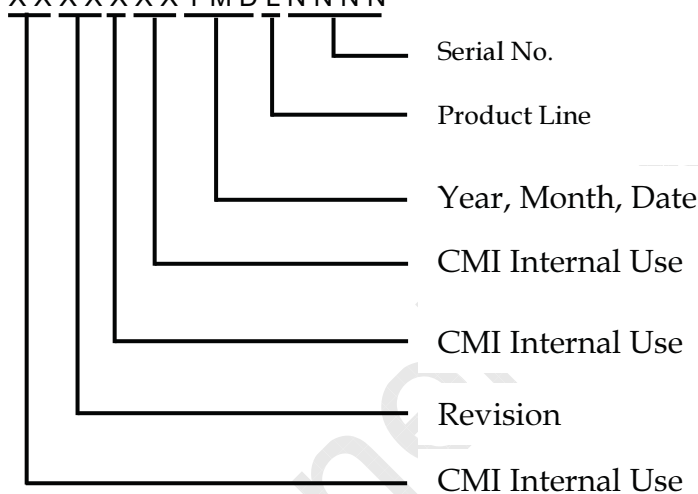 X X X X X X X Y M D L N N N N
Serial No.
Product Line
Year, Month, Date
CMI Internal Use
CMI Internal Use
Revision
CMI Internal Use